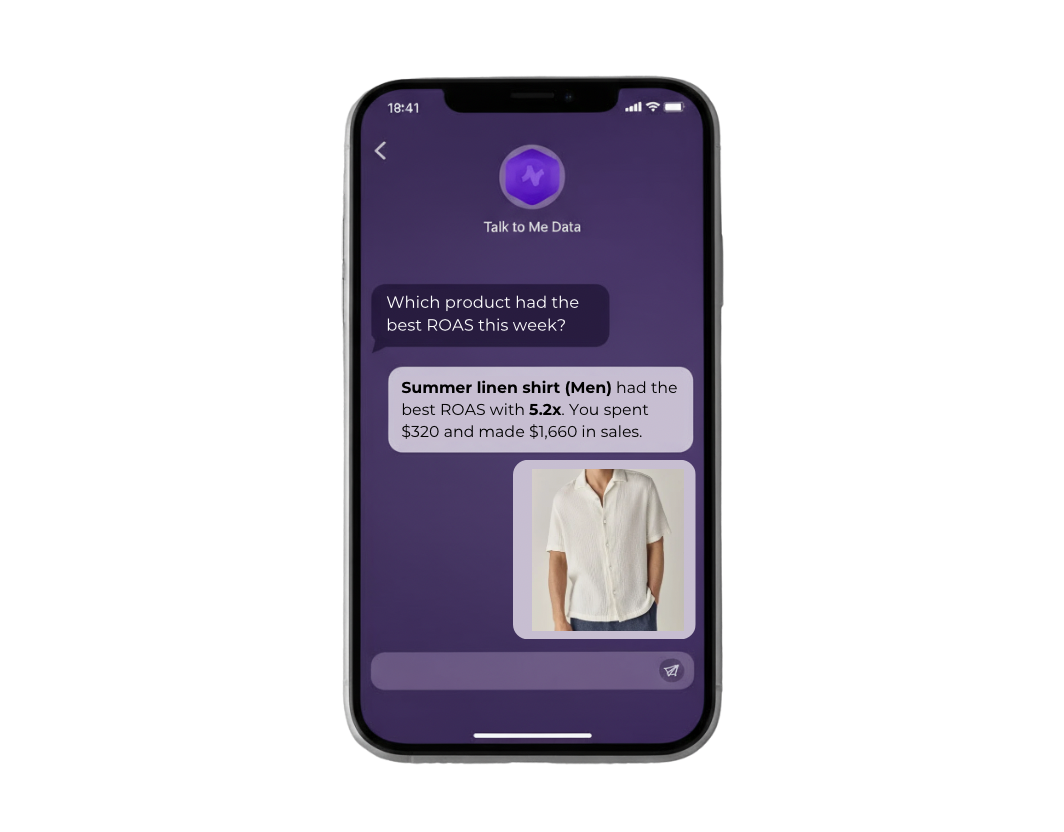 18:41
Talk to Me Data
Which product had the
best ROAS this week?
Summer linen shirt (Men) had the
best ROAS with 5.2x. You spent
$320 and made $1,660 in sales.